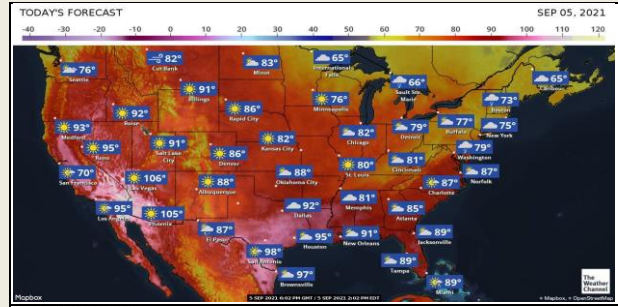 TODAY'S FORECAST
SEP 05, 2021
-40 -30 -20 -10 0 10 20 30 40 50 60 70 80 90 100 110 120
76°
Seattle
82°
Cut Bank
83°
Minot
65°
International
Falls
66°
Sault Ste.
Marie
65°
Caribou
91°
Billings
86°
Rapid City
76°
Minneapolis
73°
Boston
92°
Boise
93°
Medford
95°
Reno
91°
Salt Lake
City
86°
Denver
82°
Kansas City
82°
Chicago
79°
Detroit
77°
Buffalo
75°
New York
79°
Washington
70°
San Francisco
106°
Las Vegas
88°
Albuquerque
88°
Oklahoma City
80°
St. Louis
81°
Cincinnati
87°
Charlotte
87°
Norfolk
95°
Los Angeles
105°
Phoenix
87°
El Paso
92°
Dallas
81°
Memphis
85°
Atlanta
98°
San Antonio
95°
Houston
91°
New Orleans
89°
Jacksonville
97°
Brownsville
89°
Tampa
89°
Miami
The
Weather
Channel
Mapbox
5 SEP 2021 6:02 PM GMT / 5 SEP 2021 2:02 PM EDT
© Mapbox, © OpenStreetMap